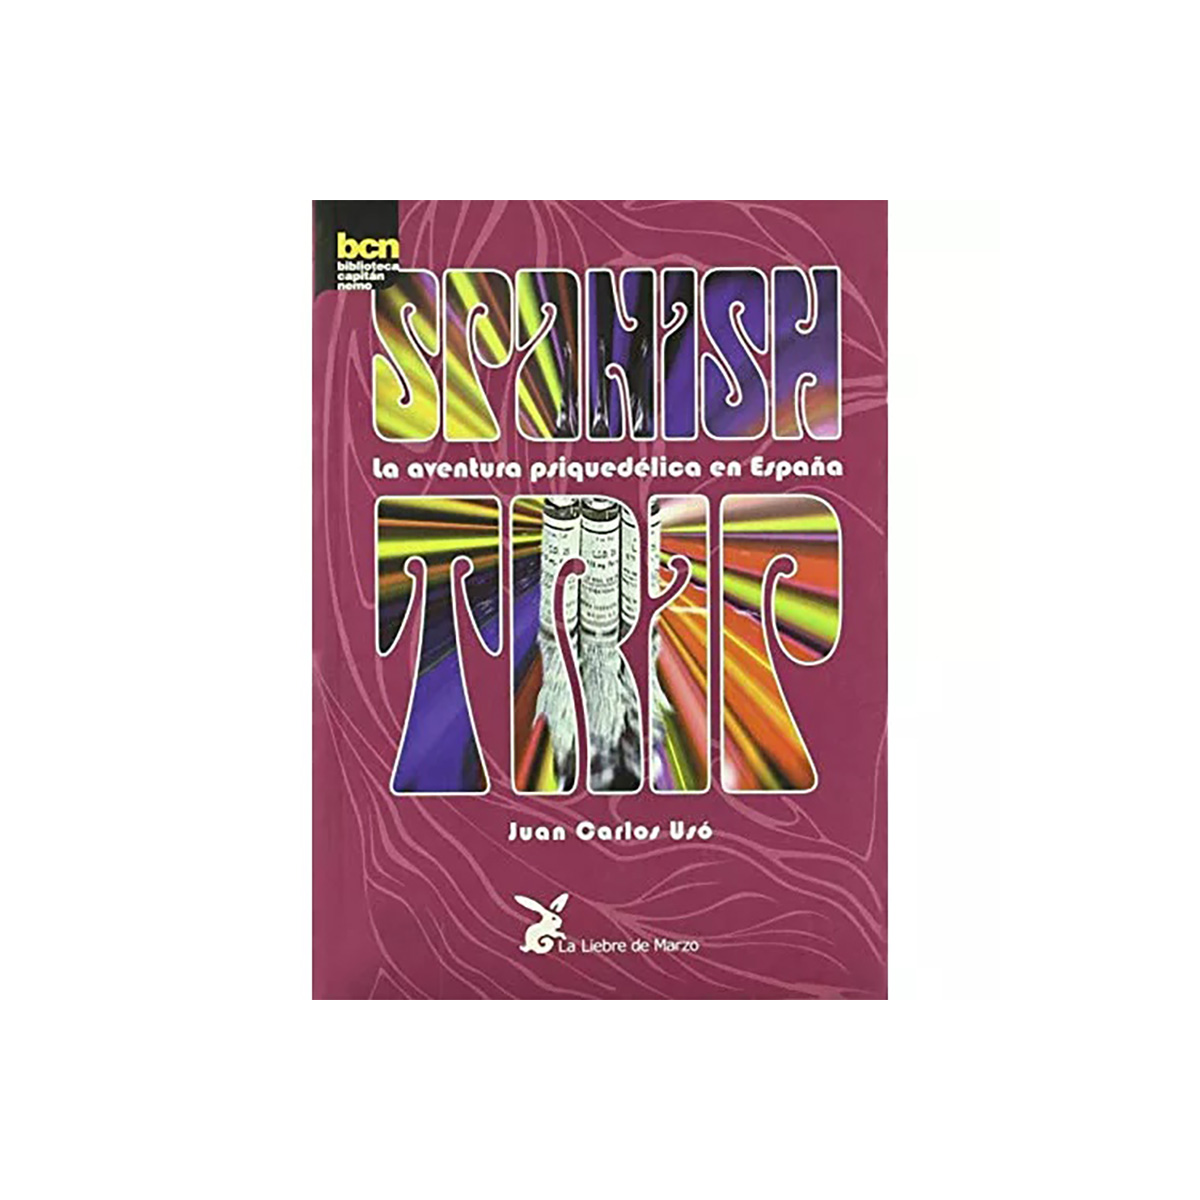 bcn
biblioteca
capitán
nemo
SPANISH
La aventura psiquedélica en España
TRIP
Juan Carlos Usó
La Liebre de Marzo